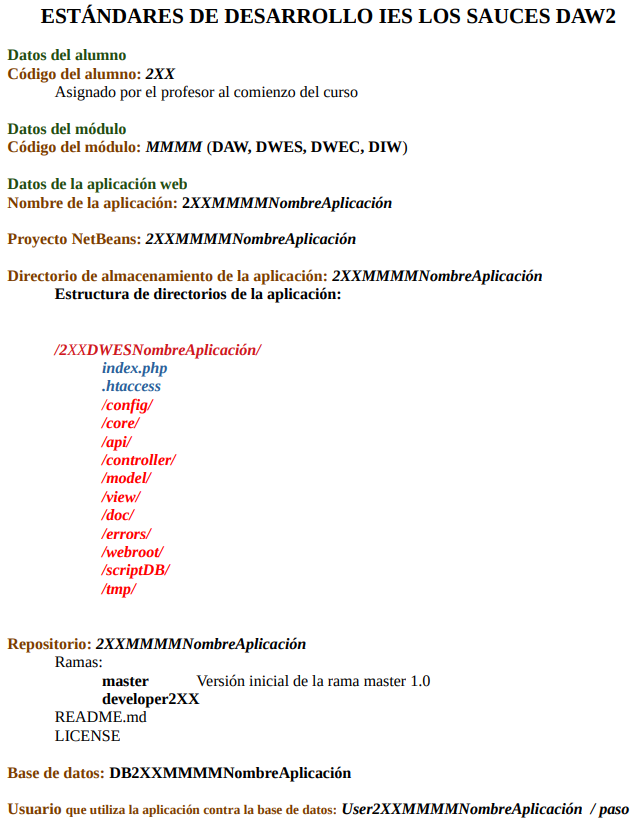 ESTÁNDARES DE DESARROLLO IES LOS SAUCES DAW2
Datos del alumno
Código del alumno: 2XX
Asignado por el profesor al comienzo del curso
Datos del módulo
Código del módulo: MMMM (DAW, DWES, DWEC, DIW)
Datos de la aplicación web
Nombre de la aplicación: 2XXMMMMNombreAplicación
Proyecto NetBeans: 2XXMMMMNombreAplicación
Directorio de almacenamiento de la aplicación: 2XXMMMMNombreAplicación
Estructura de directorios de la aplicación:
/2XXDWESNombreAplicación/
index.php
.htaccess
/config/
/core/
/api/
/controller/
/model/
/view/
/doc/
/errors/
/webroot/
/scriptDB/
/tmp/
Repositorio: 2XXMMMMNombreAplicación
Ramas:
master Versión inicial de la rama master 1.0
developer2XX
README.md
LICENSE
Base de datos: DB2XXMMMMNombreAplicación
Usuario que utiliza la aplicación contra la base de datos: User2XXMMMMNombreAplicación / paso